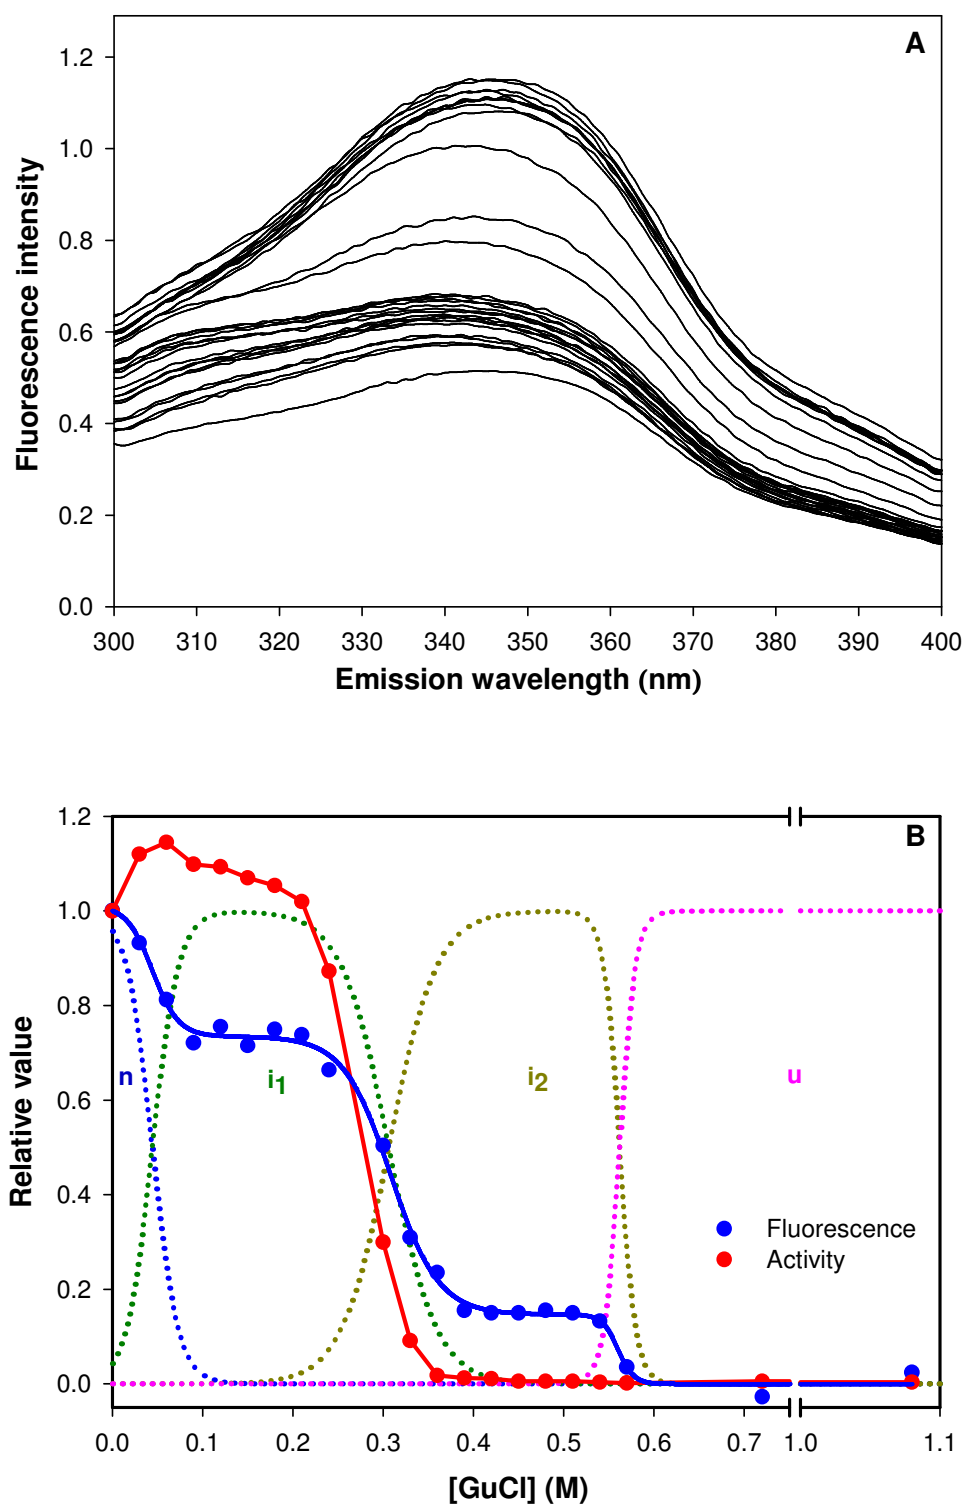 A
1.2
1.0
0.8
0.6
0.4
0.2
0.0
Fluorescence intensity
300 310 320 330 340 350 360 370 380 390 400
Emission wavelength (nm)
B
1.2
1.0
0.8
0.6
0.4
0.2
0.0
Relative value
n i1 i2 u
Fluorescence
Activity
0.0 0.1 0.2 0.3 0.4 0.5 0.6 0.7 1.0 1.1
[GuCl] (M)